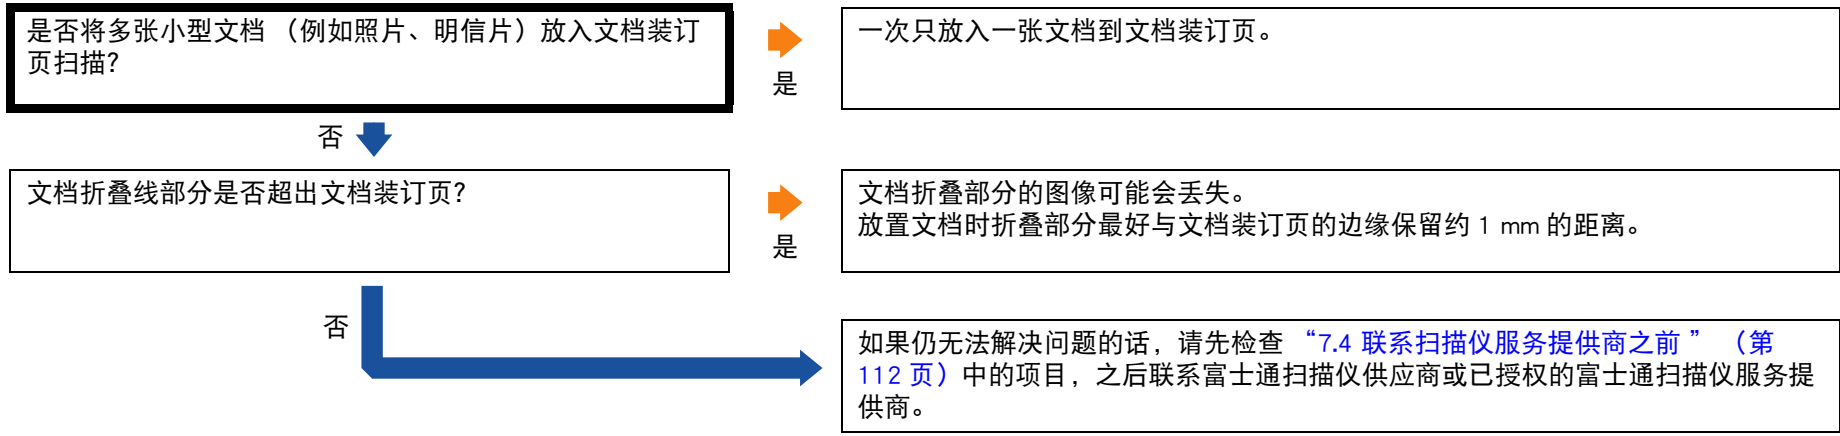 是否将多张小型文档 （例如照片、明信片）放入文档装订
页扫描?
是
一次只放入一张文档到文档装订页。
否
文档折叠线部分是否超出文档装订页?
是
文档折叠部分的图像可能会丢失。
放置文档时折叠部分最好与文档装订页的边缘保留约 1 mm 的距离。
否
如果仍无法解决问题的话，请先检查 “7.4 联系扫描仪服务提供商之前 ” （第
112 页）中的项目，之后联系富士通扫描仪供应商或已授权的富士通扫描仪服务提
供商。